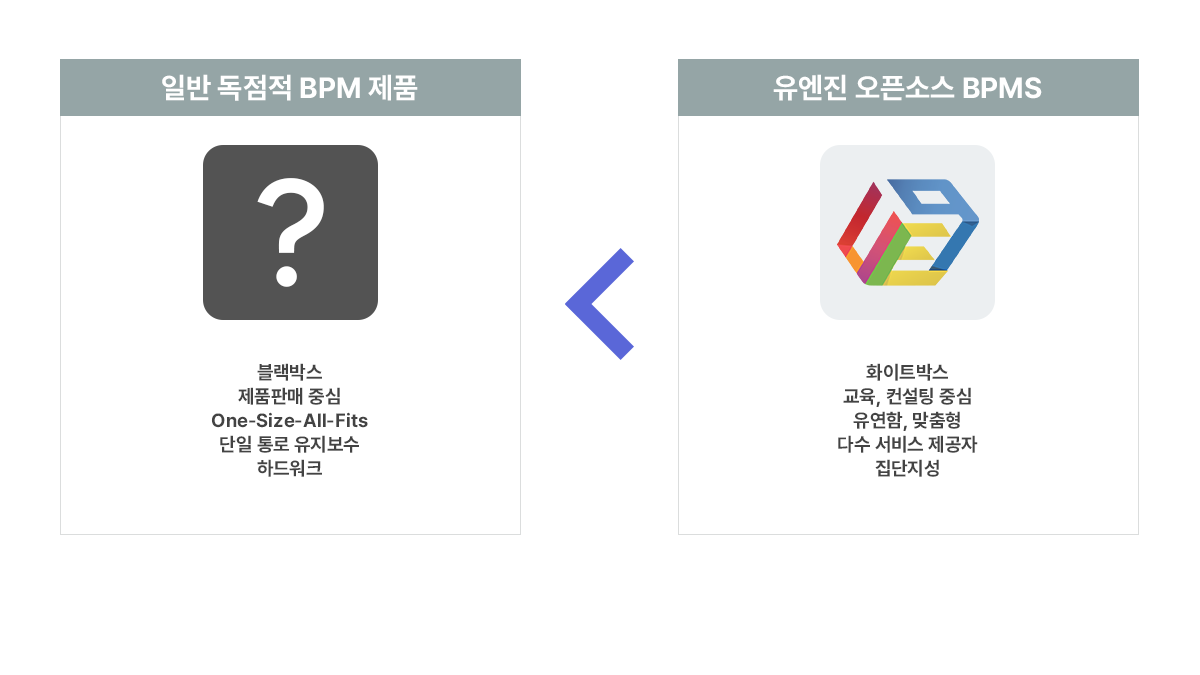 일반 독점적 BPM 제품
?
블랙박스
제품판매 중심
One-Size-All-Fits
단일 통로 유지보수
하드워크
유엔진 오픈소스 BPMS
화이트박스
교육, 컨설팅 중심
유연함, 맞춤형
다수 서비스 제공자
집단지성